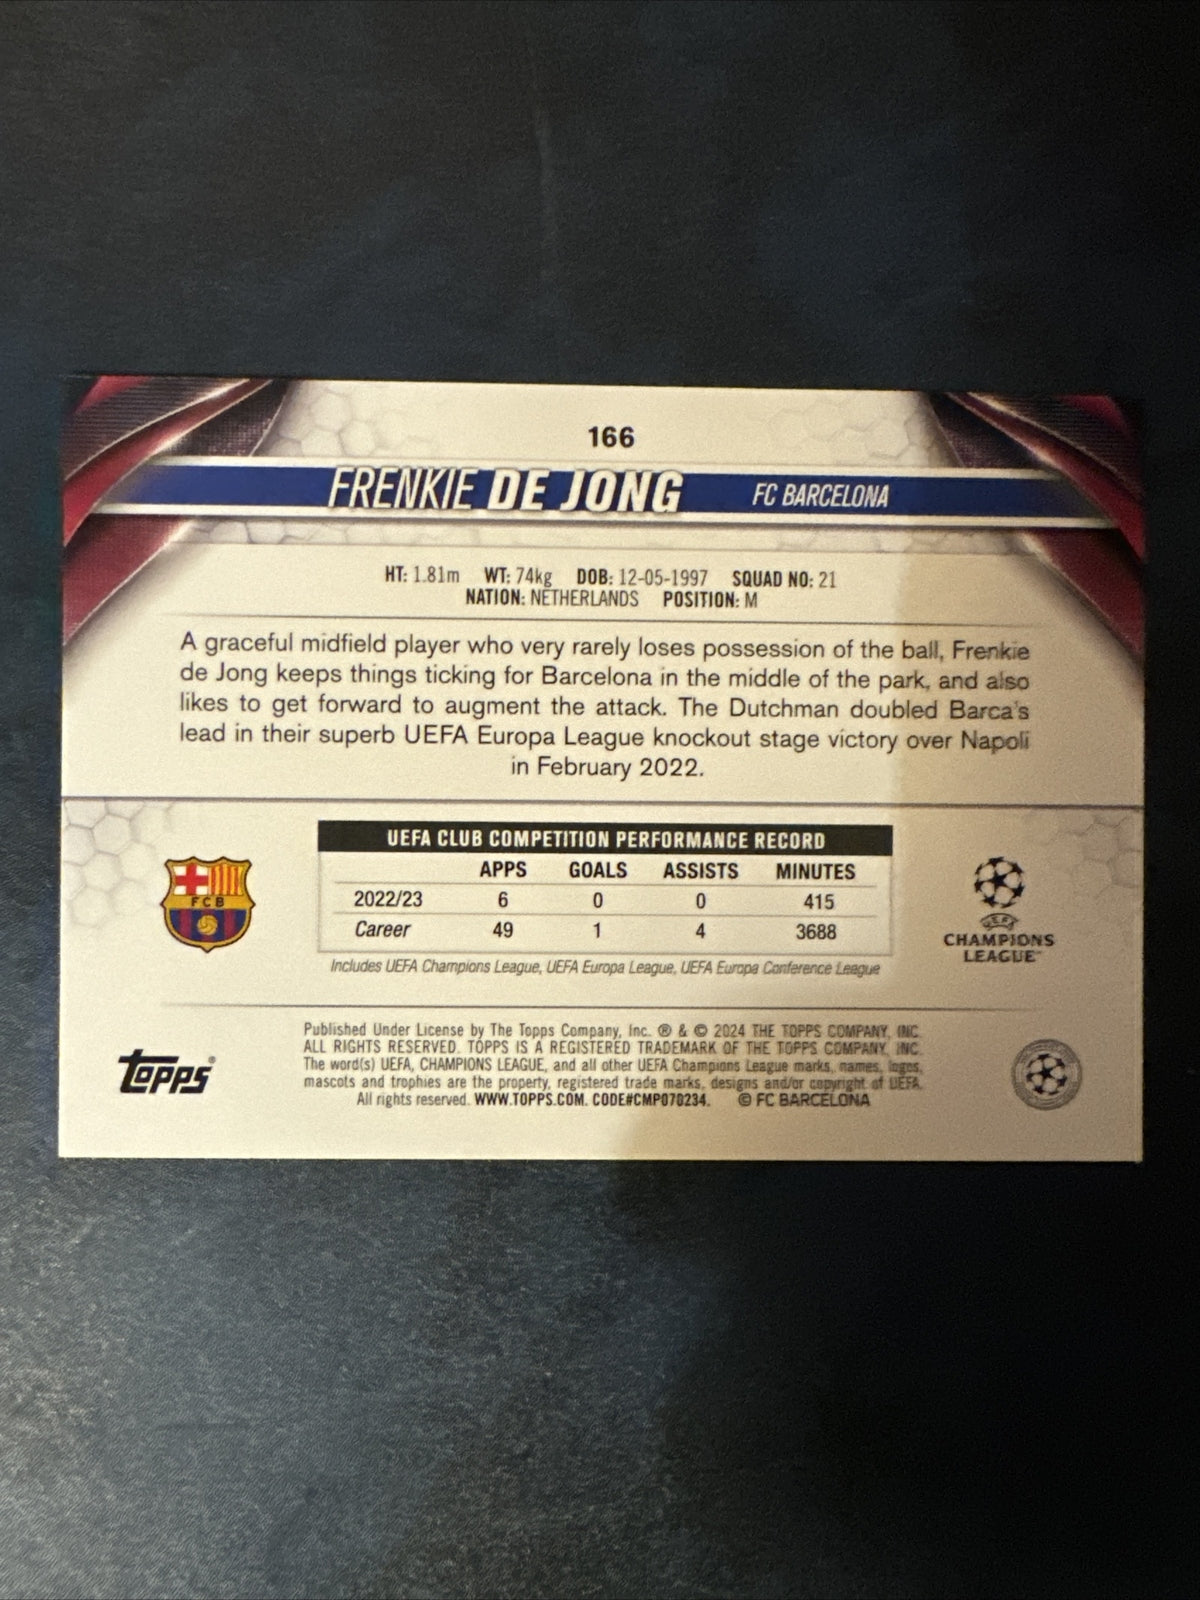 166
FRENKIE DE JONG FC BARCELONA
HT: 1.81m WT: 74kg DOB: 12-05-1997 SQUAD NO: 21
NATION: NETHERLANDS POSITION: M
A graceful midfield player who very rarely loses possession of the ball, Frenkie
de Jong keeps things ticking for Barcelona in the middle of the park, and also
likes to get forward to augment the attack. The Dutchman doubled Barca's
lead in their superb UEFA Europa League knockout stage victory over Napoli
in February 2022.
UEFA CLUB COMPETITION PERFORMANCE RECORD
APPS GOALS ASSISTS MINUTES
2022/23 6 0 0 415
Career 49 1 4 3688
Includes UEFA Champions League, UEFA Europa League, UEFA Europa Conference League
FCB
UEFA
CHAMPIONS
LEAGUE™
Topps®
Published Under License by The Topps Company, Inc. ® & © 2024 THE TOPPS COMPANY, INC.
ALL RIGHTS RESERVED. TOPPS IS A REGISTERED TRADEMARK OF THE TOPPS COMPANY, INC.
The word(s) UEFA, CHAMPIONS LEAGUE, and all other UEFA Champions League marks, names, logos,
mascots and trophies are the property, registered trade marks, designs and/or copyright of UEFA.
All rights reserved. WWW.TOPPS.COM. CODE#CMP070234. © FC BARCELONA